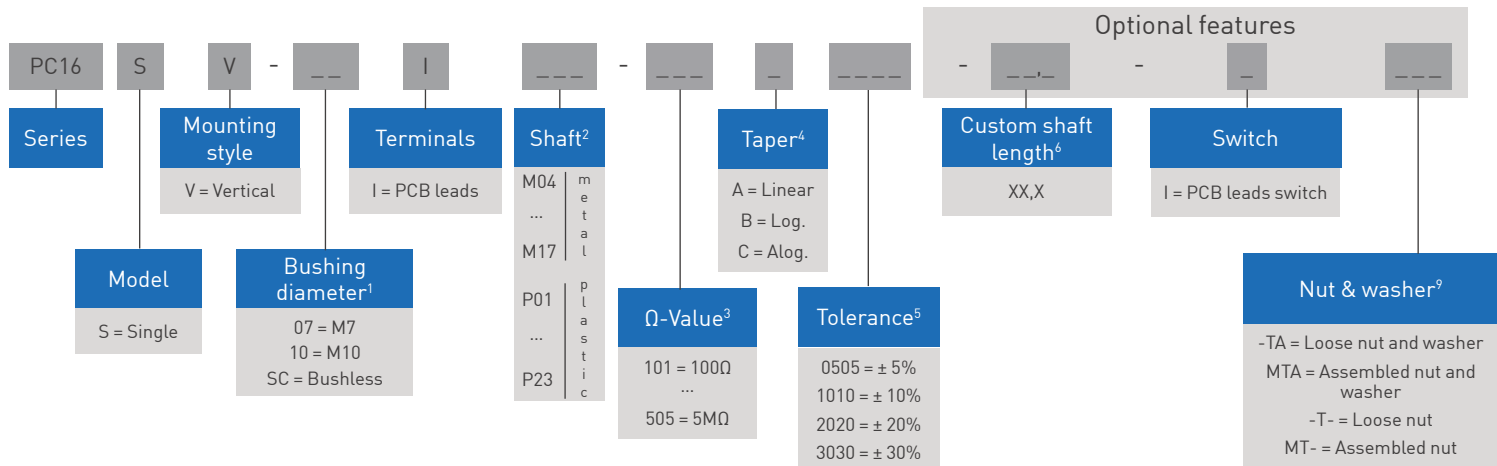 Optional features
PC16 S V - _ _ I _ _ _ - _ _ _ _ _ _ _ _ - _ _,_ - _ _ _ _
Series
Mounting
style
V = Vertical
Terminals
I = PCB leads
Shaft²
M04
...
M17
metal
P01
...
P23
plastic
Taper⁴
A = Linear
B = Log.
C = Alog.
Custom shaft
length⁶
XX,X
Switch
I = PCB leads switch
Model
S = Single
Bushing
diameter¹
07 = M7
10 = M10
SC = Bushless
Ω-Value³
101 = 100Ω
...
505 = 5MΩ
Tolerance⁵
0505 = ± 5%
1010 = ± 10%
2020 = ± 20%
3030 = ± 30%
Nut & washer⁹
-TA = Loose nut and washer
MTA = Assembled nut and
washer
-T- = Loose nut
MT- = Assembled nut